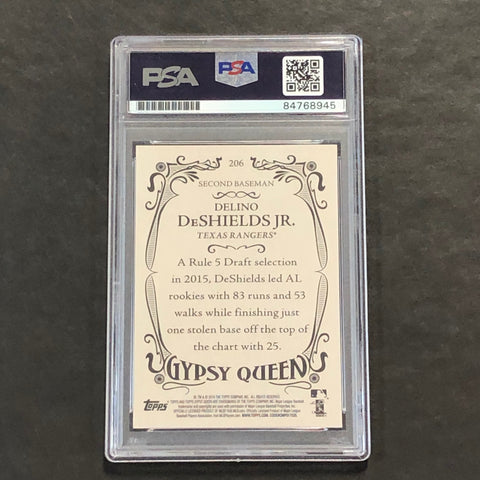 PSA
PSA
84768945
206
SECOND BASEMAN
DELINO
DESHIELDS JR.
TEXAS RANGERS®
A Rule 5 Draft selection
in 2015, DeShields led AL
rookies with 83 runs and 53
walks while finishing just
one stolen base off the top of
the chart with 25.
GYPSY QUEEN
Topps